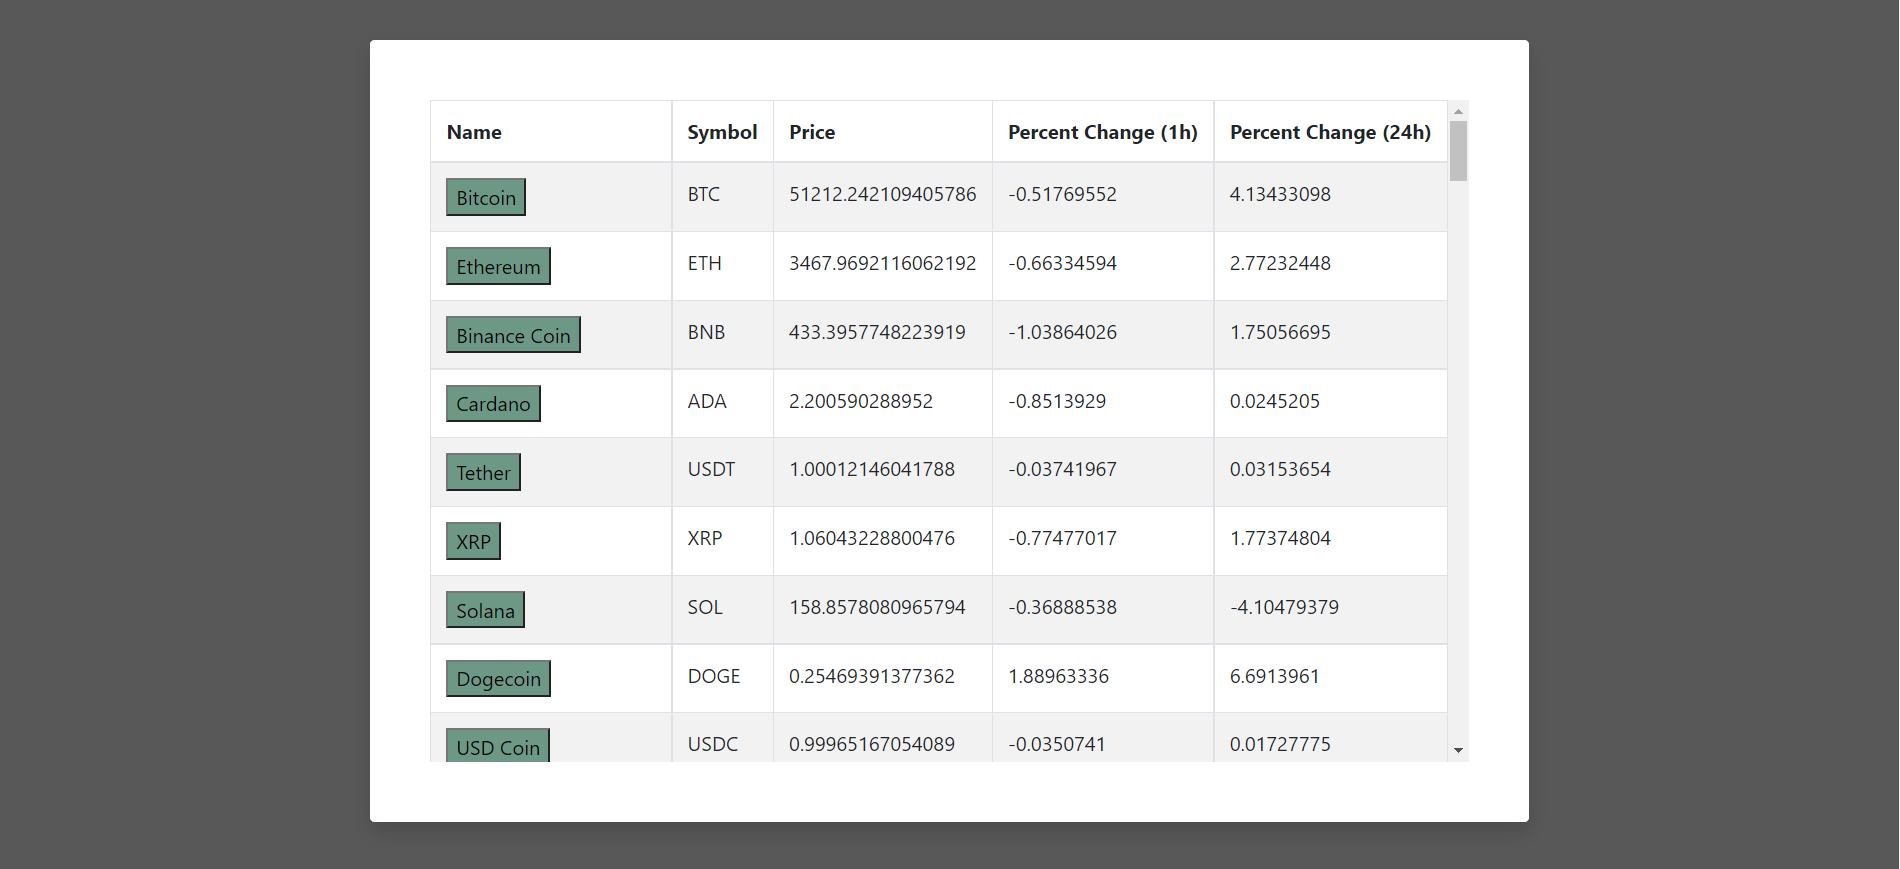 Name Symbol Price Percent Change (1h) Percent Change (24h)
Bitcoin BTC 51212.242109405786 -0.51769552 4.13433098
Ethereum ETH 3467.9692116062192 -0.66334594 2.77232448
Binance Coin BNB 433.3957748223919 -1.03864026 1.75056695
Cardano ADA 2.200590288952 -0.8513929 0.0245205
Tether USDT 1.00012146041788 -0.03741967 0.03153654
XRP XRP 1.06043228800476 -0.77477017 1.77374804
Solana SOL 158.8578080965794 -0.36888538 -4.10479379
Dogecoin DOGE 0.25469391377362 1.88963336 6.6913961
USD Coin USDC 0.99965167054089 -0.0350741 0.01727775